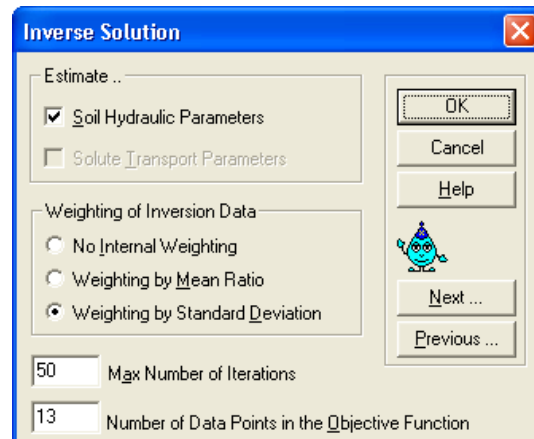 Inverse Solution
Estimate ..
Soil Hydraulic Parameters
Solute Transport Parameters
Weighting of Inversion Data
No Internal Weighting
Weighting by Mean Ratio
Weighting by Standard Deviation
50 Max Number of Iterations
13 Number of Data Points in the Objective Function
OK
Cancel
Help
Next ...
Previous ...